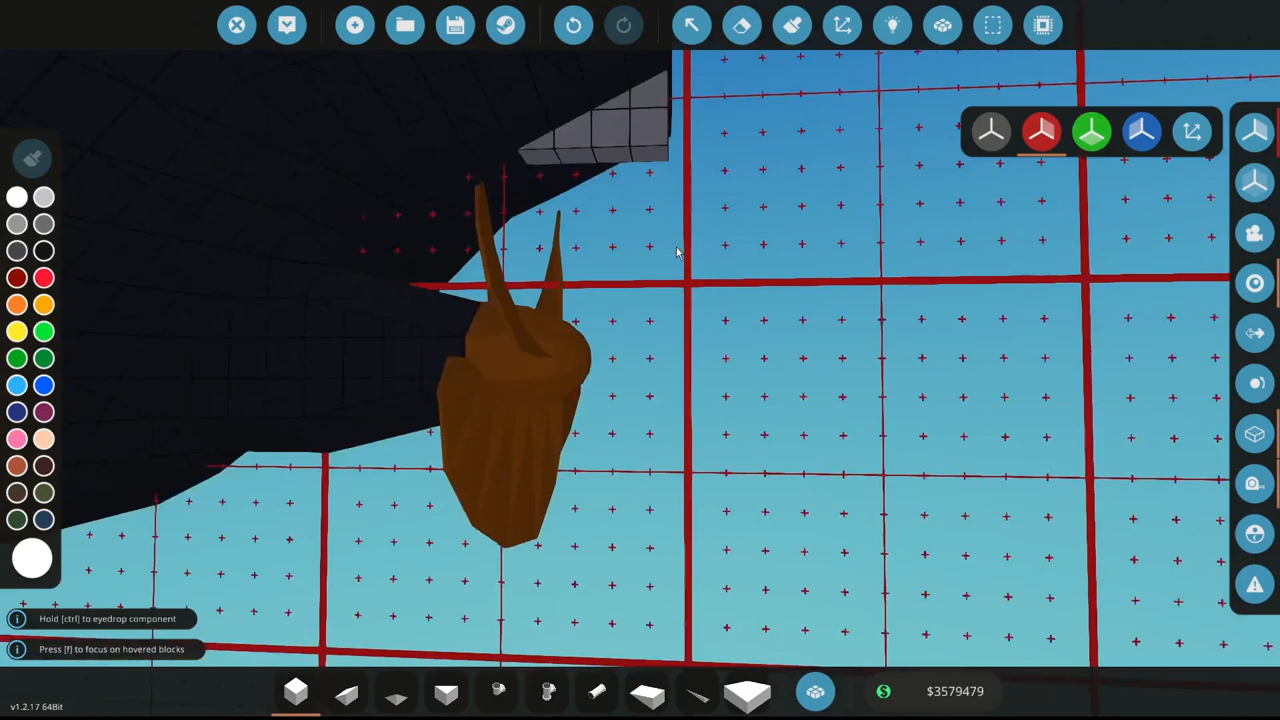 Hold [ctrl] to eyedrop component
Press [f] to focus on hovered blocks
v1.2.17 64Bit
$3579479